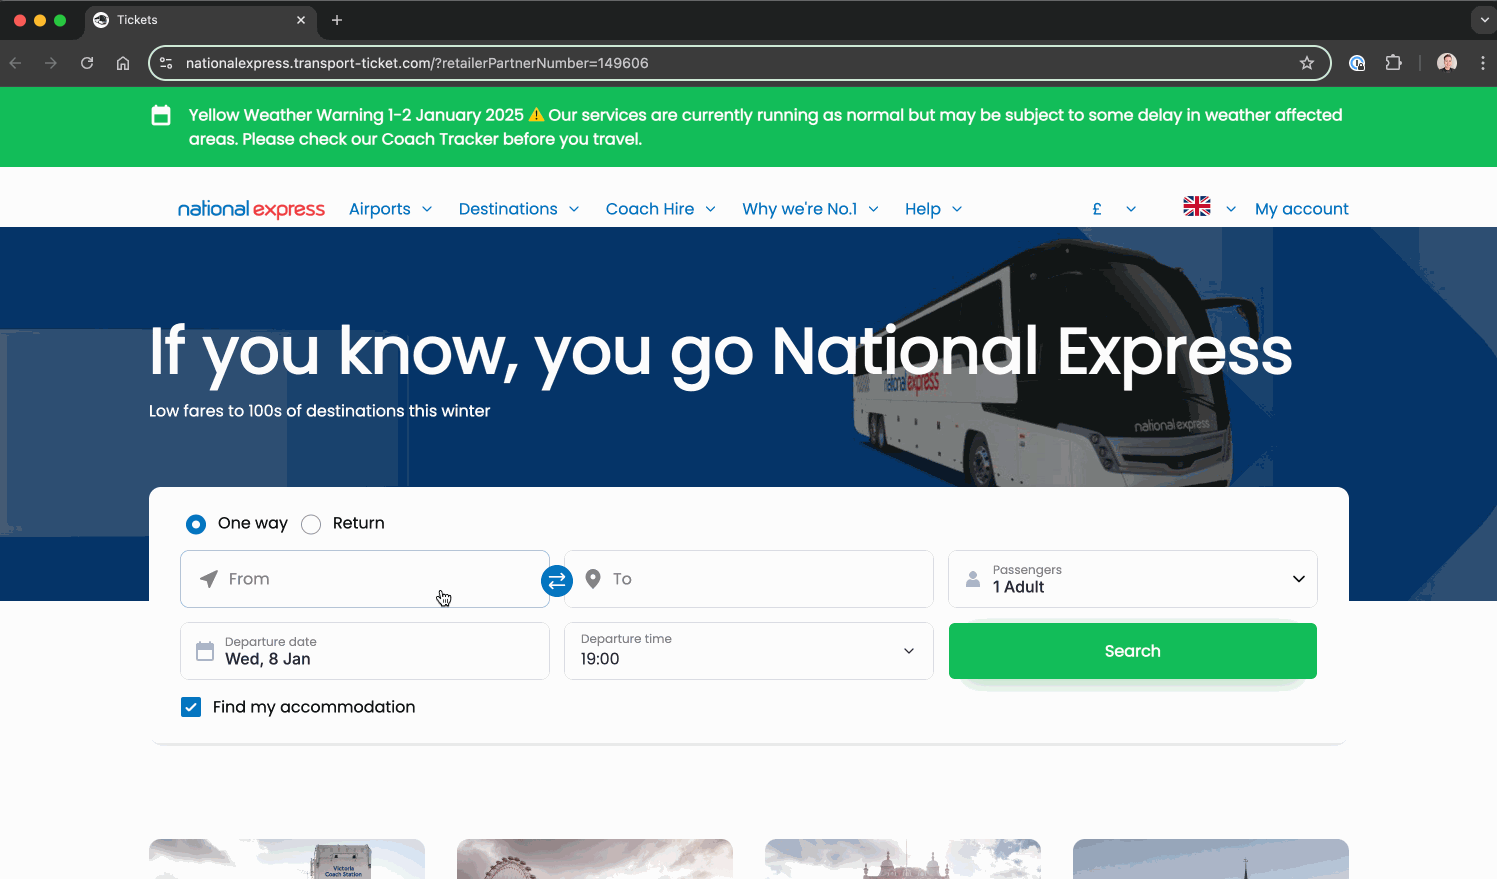 Tickets
nationalexpress.transport-ticket.com/?retailerPartnerNumber=149606
Yellow Weather Warning 1-2 January 2025 ⚠️ Our services are currently running as normal but may be subject to some delay in weather affected
areas. Please check our Coach Tracker before you travel.
national express Airports Destinations Coach Hire Why we're No.1 Help £ My account
If you know, you go National Express
Low fares to 100s of destinations this winter
national express
national express
One way Return
From To Passengers
1 Adult
Departure date Departure time
Wed, 8 Jan 19:00 Search
Find my accommodation
Victoria
Coach Station